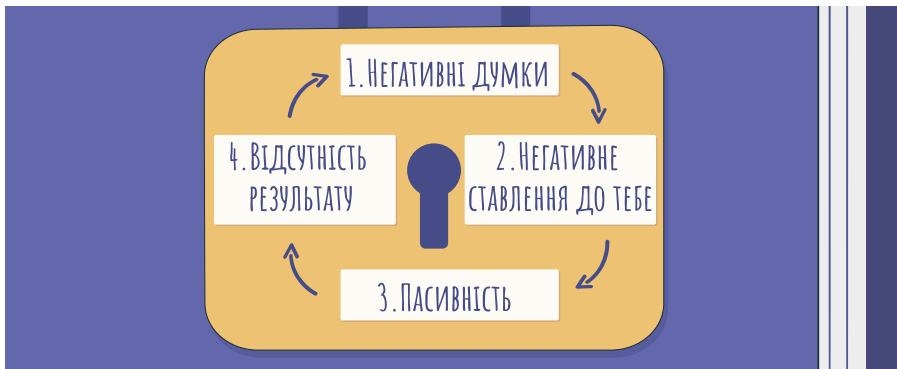 1.Негативні думки
2.Негативне
ставлення до тебе
3.Пасивність
4.Відсутність
результату